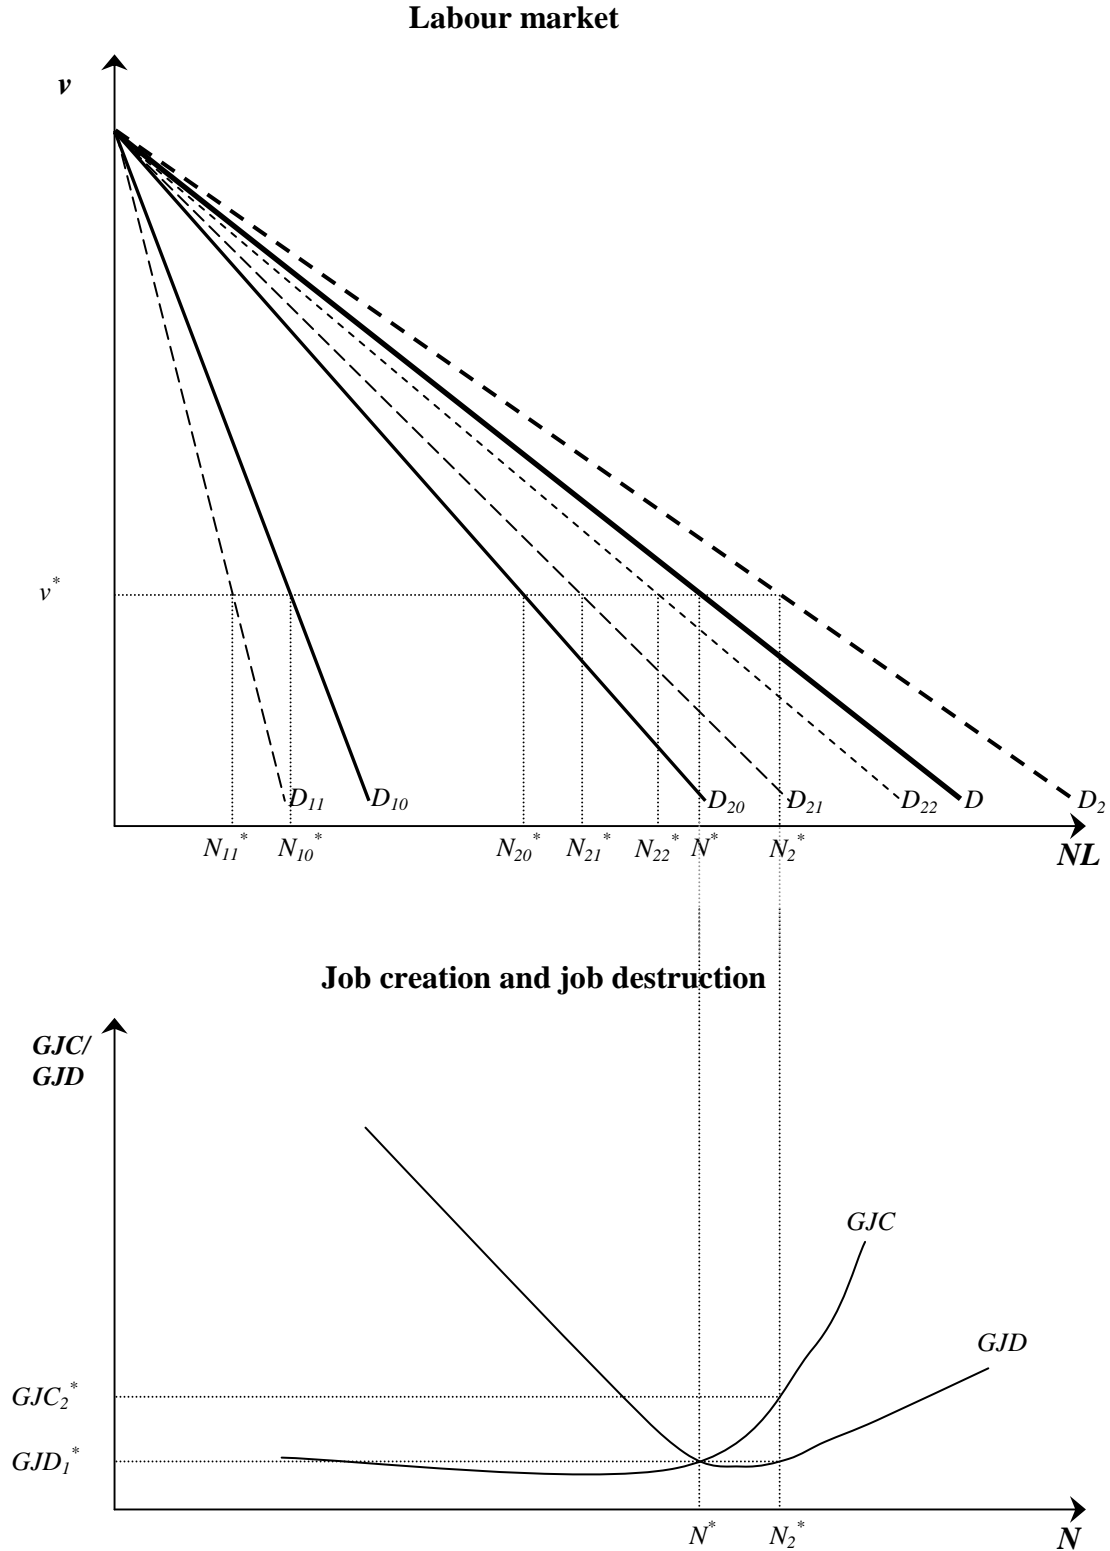 Labour market
v
v*
D₁₁ D₁₀ D₂₀ D₂₁ D₂₂ D D₂
N₁₁* N₁₀* N₂₀* N₂₁* N₂₂* N* N₂*
NL
Job creation and job destruction
GJC/
GJD
GJC
GJD
GJC₂*
GJD₁*
N* N₂*
N